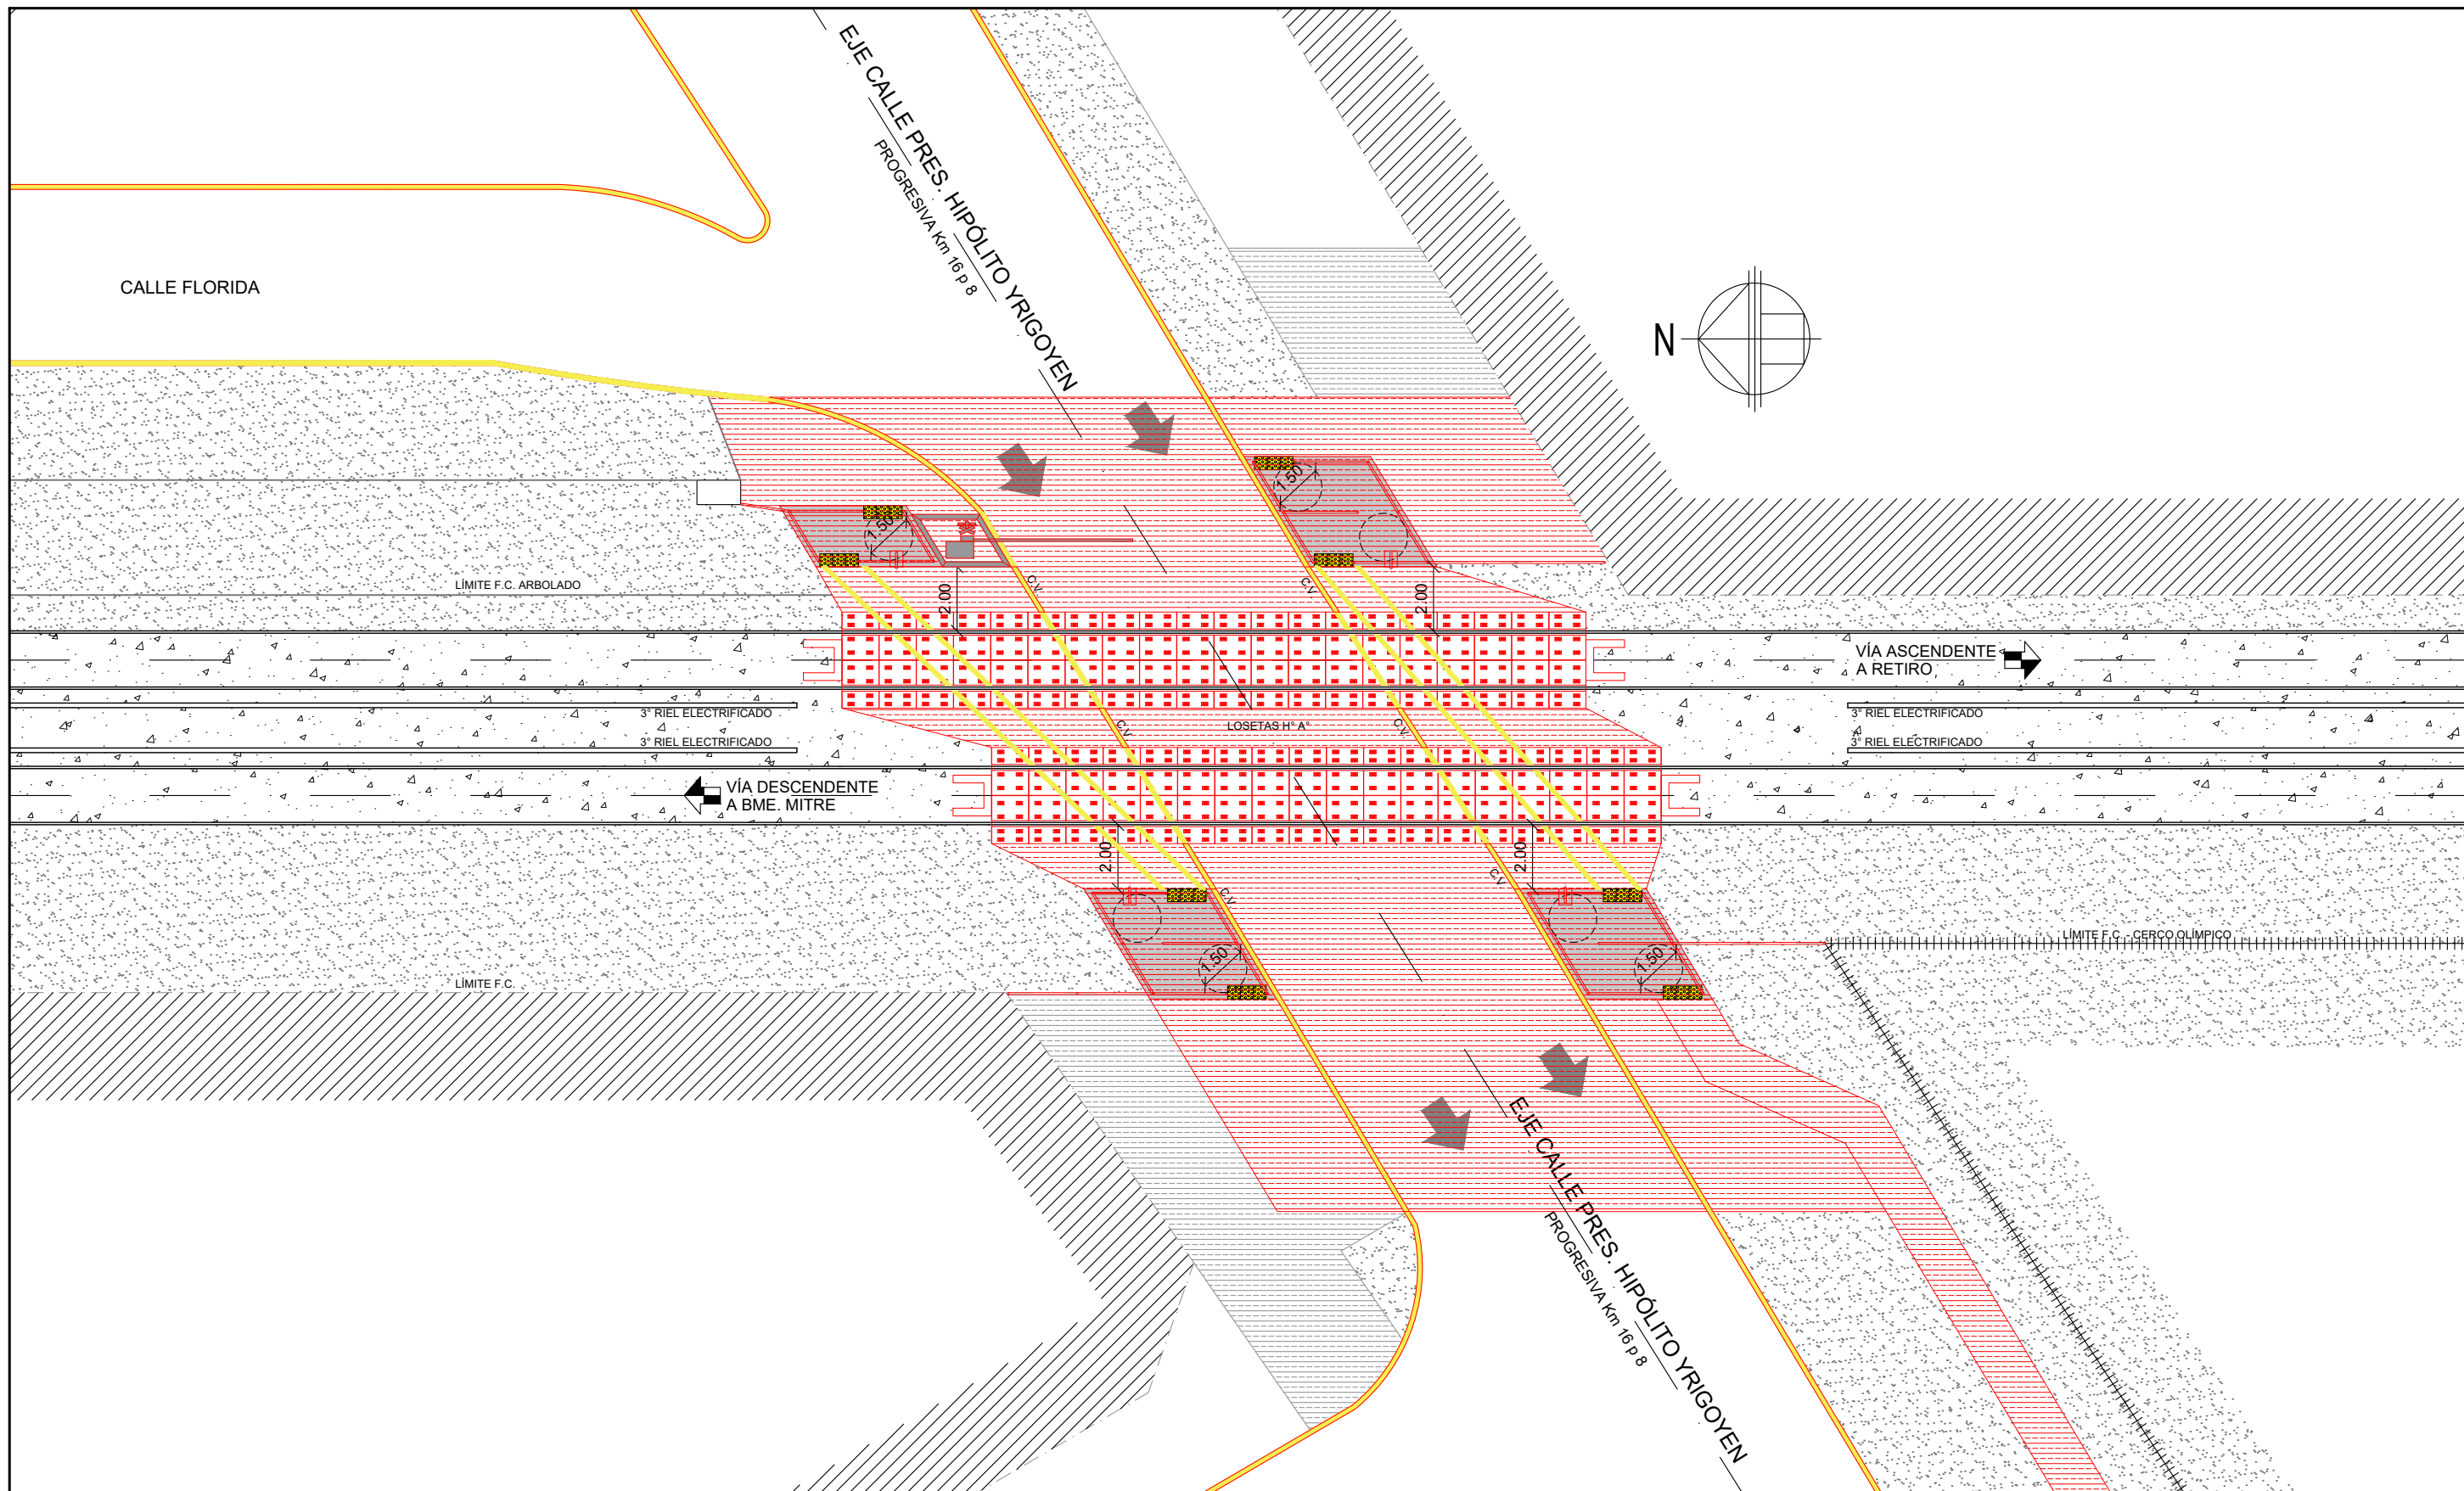 EJE CALLE PRES. HIPÓLITO YRIGOYEN
PROGRESIVA Km 16 p 8
CALLE FLORIDA
N
1.50
1.50
LÍMITE F.C. ARBOLADO
2.00
C.V.
C.V.
2.00
VÍA ASCENDENTE
A RETIRO
3° RIEL ELECTRIFICADO
C.V.
LOSETAS H° A°
C.V.
3° RIEL ELECTRIFICADO
3° RIEL ELECTRIFICADO
3° RIEL ELECTRIFICADO
VÍA DESCENDENTE
A BME. MITRE
2.00
2.00
C.V.
C.V.
1.50
1.50
LÍMITE F.C. - CERCO OLÍMPICO
LÍMITE F.C.
EJE CALLE PRES. HIPÓLITO YRIGOYEN
PROGRESIVA Km 16 p 8